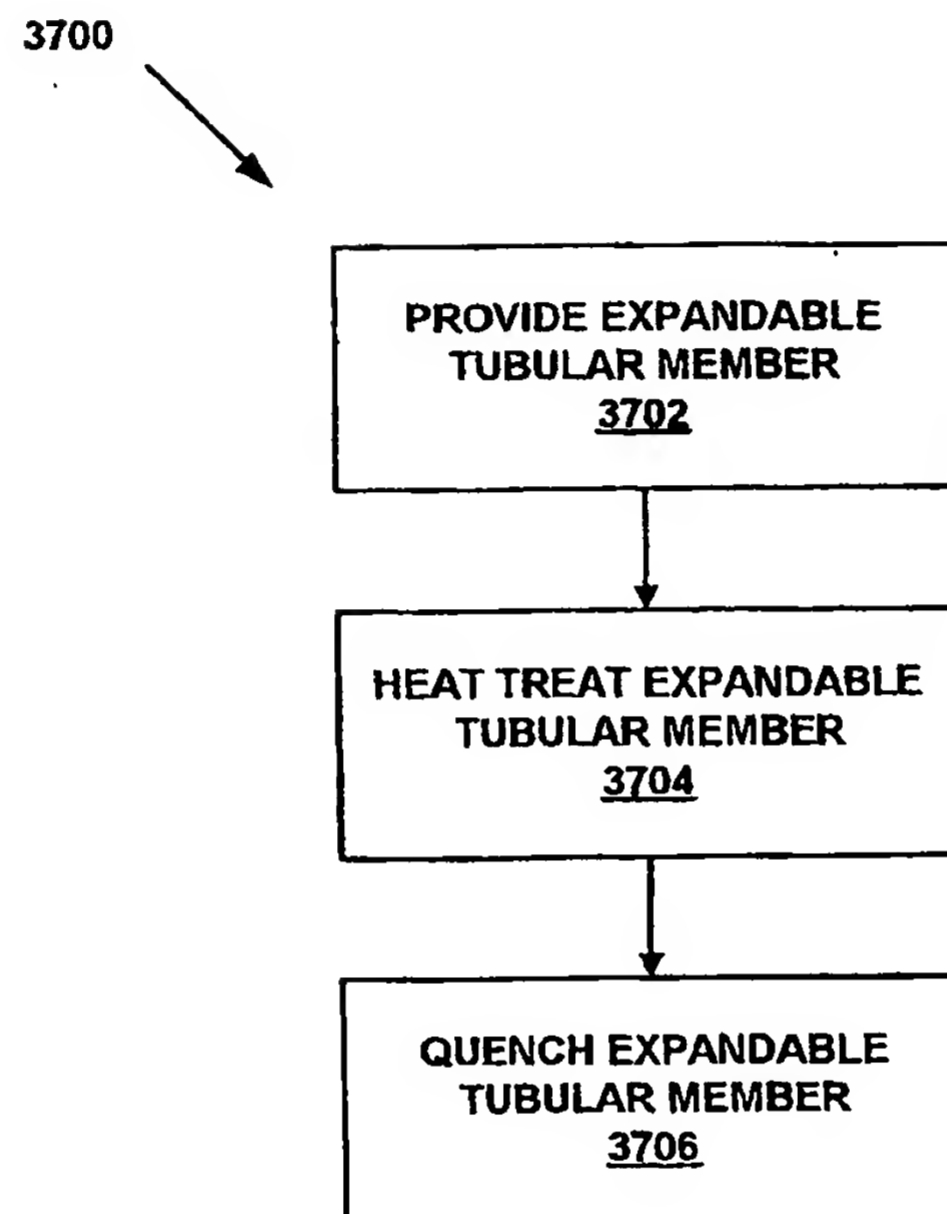 3700
PROVIDE EXPANDABLE
TUBULAR MEMBER
3702
HEAT TREAT EXPANDABLE
TUBULAR MEMBER
3704
QUENCH EXPANDABLE
TUBULAR MEMBER
3706